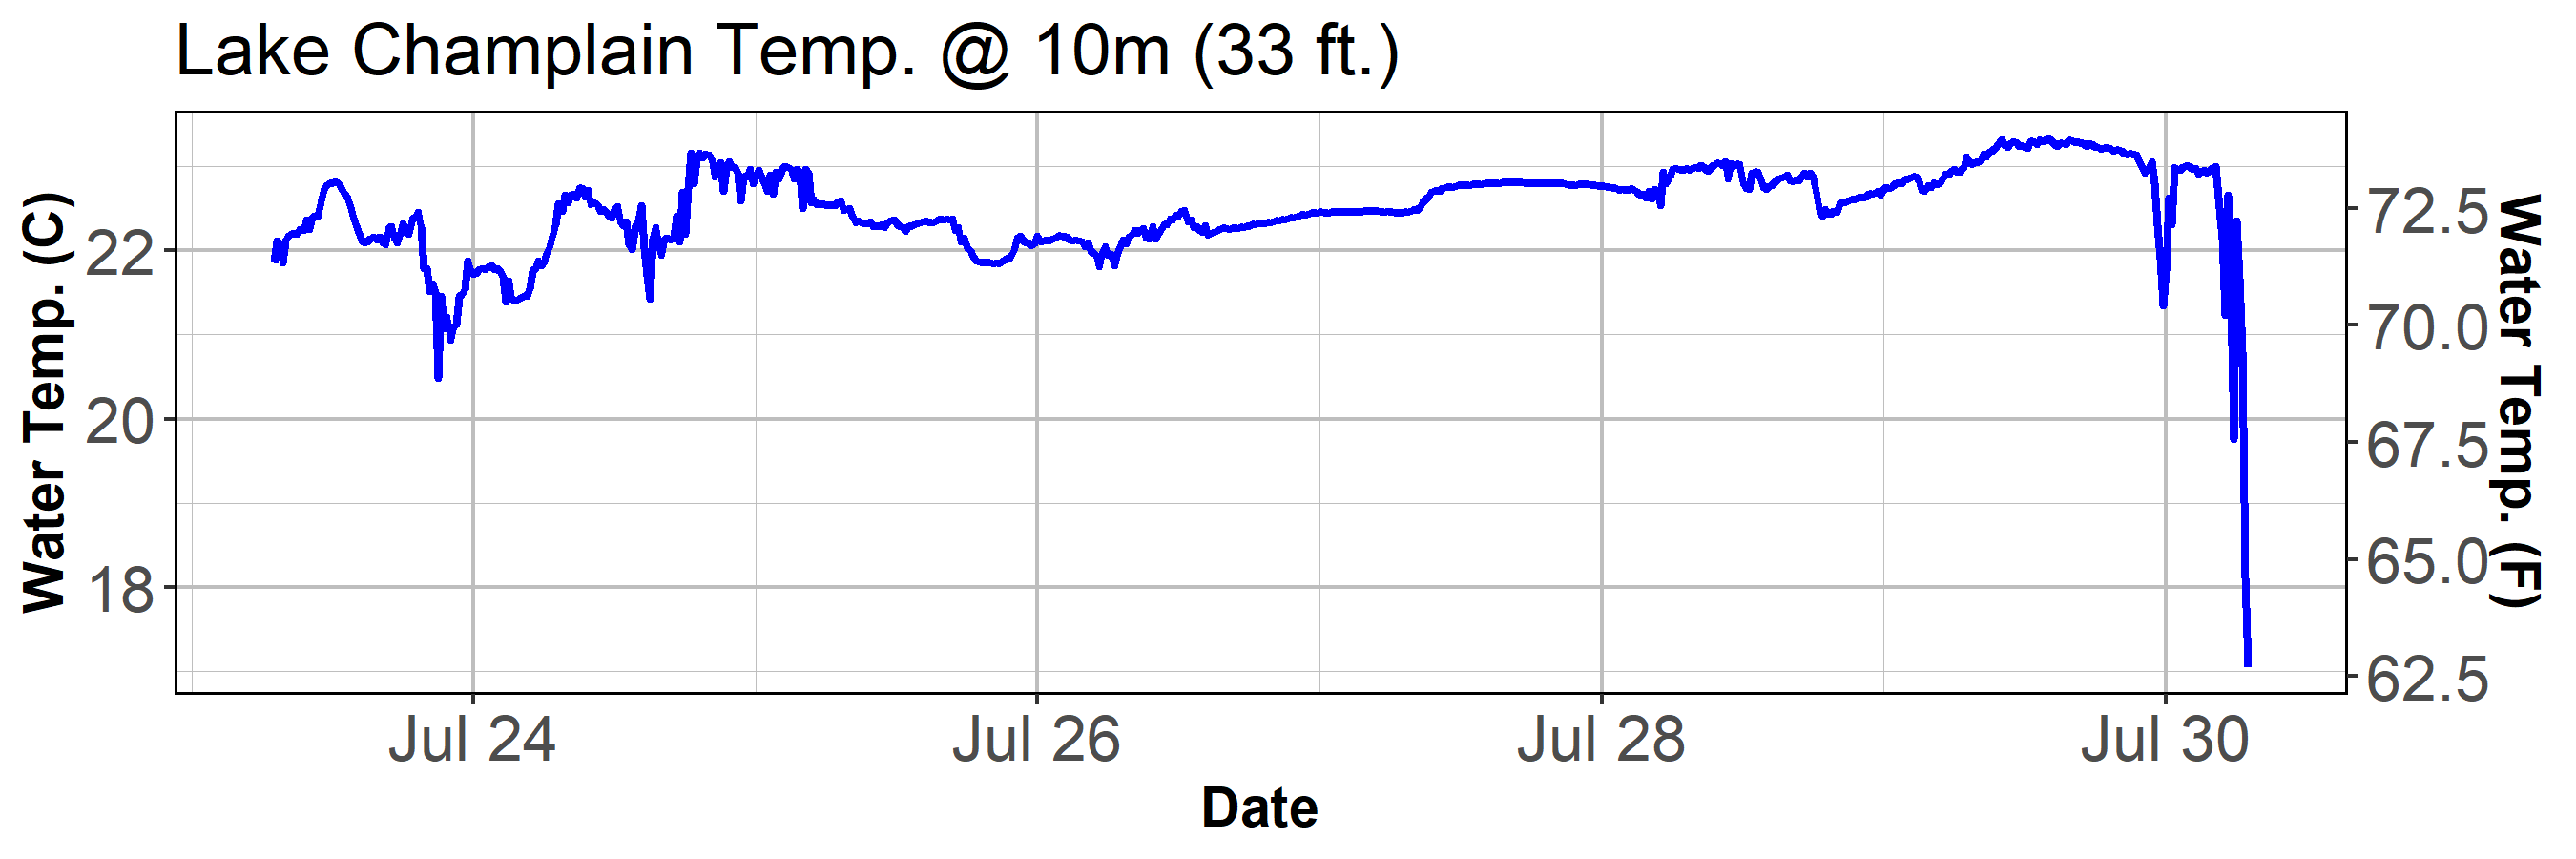 Lake Champlain Temp. @ 10m (33 ft.)
Water Temp. (C)
22
20
18
72.5
70.0
67.5
65.0
62.5
Water Temp. (F)
Jul 24
Jul 26
Jul 28
Jul 30
Date